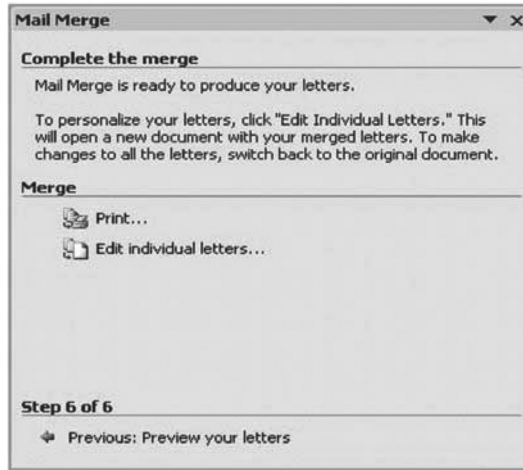 Mail Merge
Complete the merge
Mail Merge is ready to produce your letters.
To personalize your letters, click "Edit Individual Letters." This
will open a new document with your merged letters. To make
changes to all the letters, switch back to the original document.
Merge
Print...
Edit individual letters...
Step 6 of 6
Previous: Preview your letters